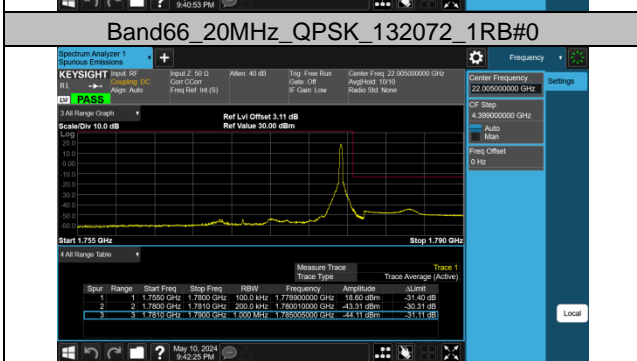 9:40:53 PM
Band66_20MHz_QPSK_132072_1RB#0
Spectrum Analyzer 1
Spurious Emissions
Frequency
KEYSIGHT
Input: RF
Coupling: DC
Align: Auto
Input Z: 50 Ω
Corr CCorr
Freq Ref: Int (S)
Atten: 40 dB
Trig: Free Run
Gate: Off
IF Gain: Low
Center Freq: 22.005000000 GHz
Avg|Hold: 10/10
Radio Std: None
PASS
Center Frequency
22.005000000 GHz
Settings
CF Step
4.399000000 GHz
Auto
Man
Freq Offset
0 Hz
3 All Range Graph
Ref Lvl Offset 3.11 dB
Scale/Div 10.0 dB
Ref Value 30.00 dBm
Log
20.0
10.0
0.00
-10.0
-20.0
-30.0
-40.0
-50.0
-60.0
Start 1.755 GHz
Stop 1.790 GHz
4 All Range Table
Measure Trace Trace 1
Trace Type Trace Average (Active)
Spur Range Start Freq Stop Freq RBW Frequency Amplitude ΔLimit
1 1 1.7550 GHz 1.7800 GHz 100.0 kHz 1.778900000 GHz 18.60 dBm -31.40 dB
2 2 1.7800 GHz 1.7810 GHz 200.0 kHz 1.780010000 GHz -43.31 dBm -30.31 dB
3 3 1.7810 GHz 1.7900 GHz 1.000 MHz 1.785005000 GHz -44.11 dBm -31.11 dB
Local
May 10, 2024
9:42:25 PM